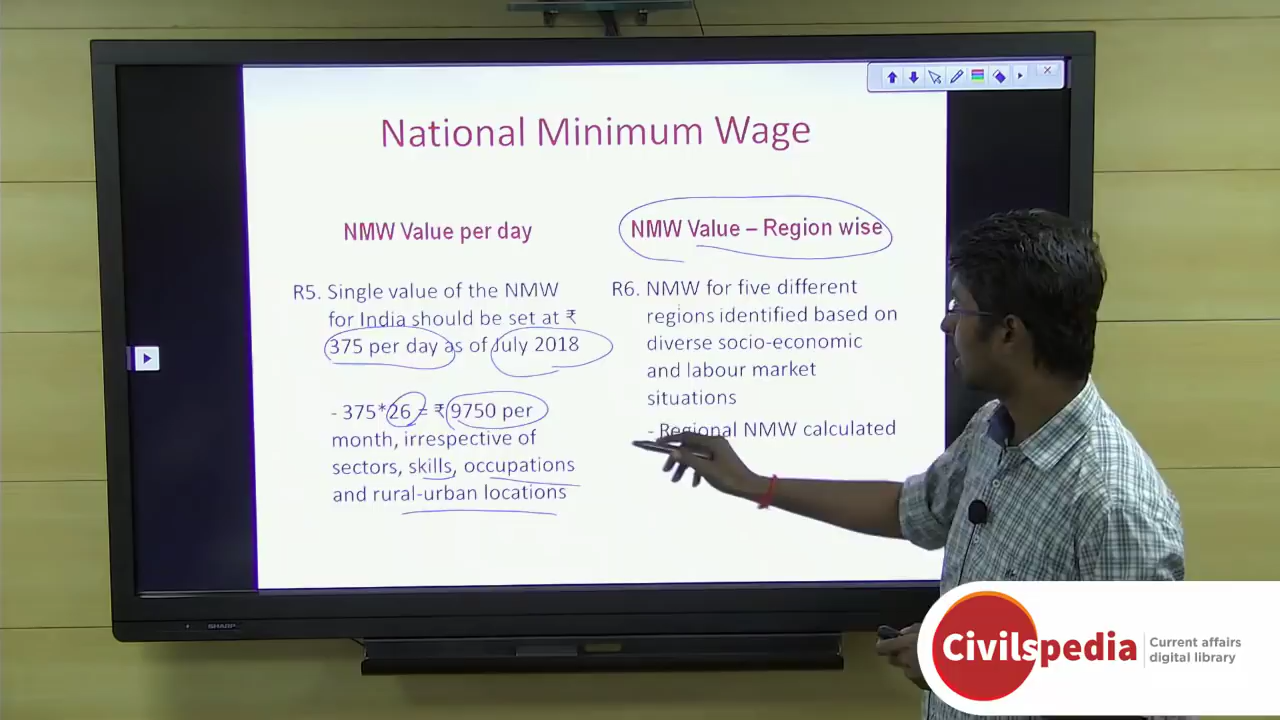 National Minimum Wage
NMW Value per day
R5. Single value of the NMW
for India should be set at ₹
375 per day as of July 2018
- 375*26 = ₹ 9750 per
month, irrespective of
sectors, skills, occupations
and rural-urban locations
NMW Value – Region wise
R6. NMW for five different
regions identified based on
diverse socio-economic
and labour market
situations
- Regional NMW calculated
SHARP
Civilspedia
Current affairs
digital library